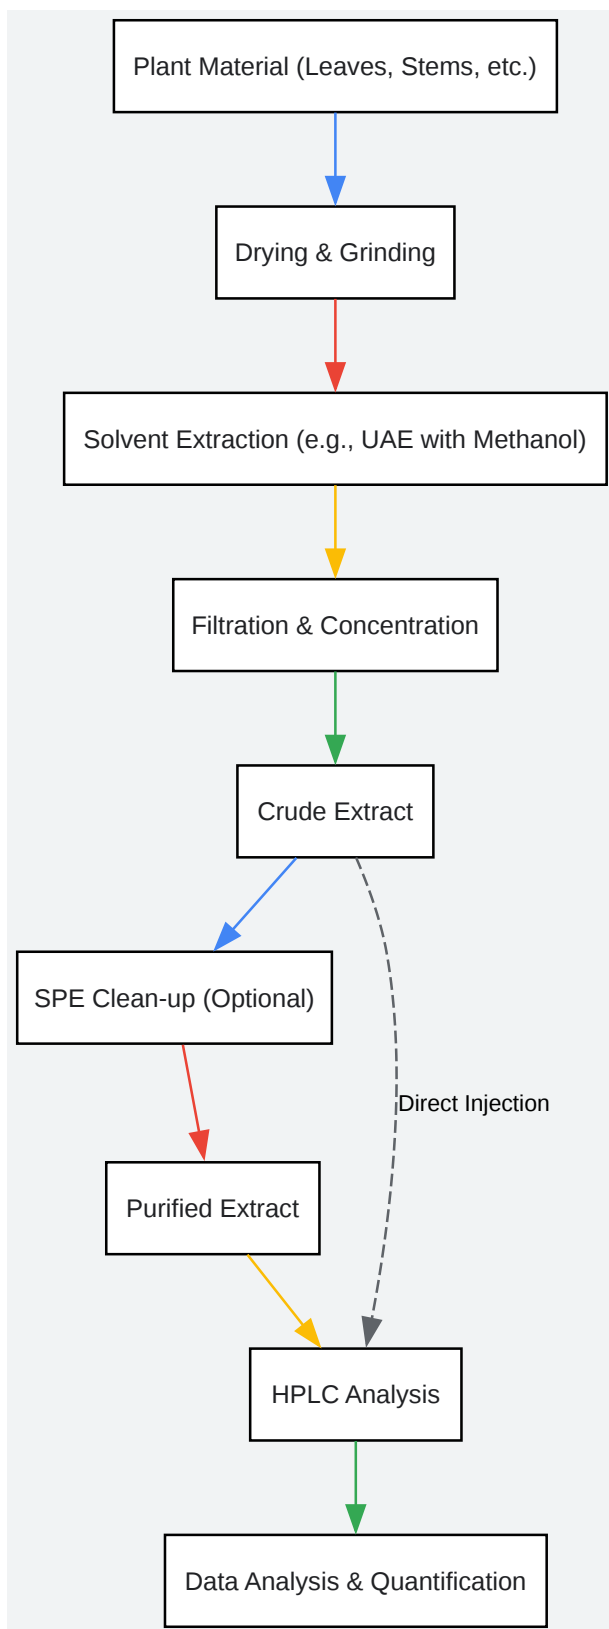 Plant Material (Leaves, Stems, etc.)
Drying & Grinding
Solvent Extraction (e.g., UAE with Methanol)
Filtration & Concentration
Crude Extract
SPE Clean-up (Optional)
Direct Injection
Purified Extract
HPLC Analysis
Data Analysis & Quantification